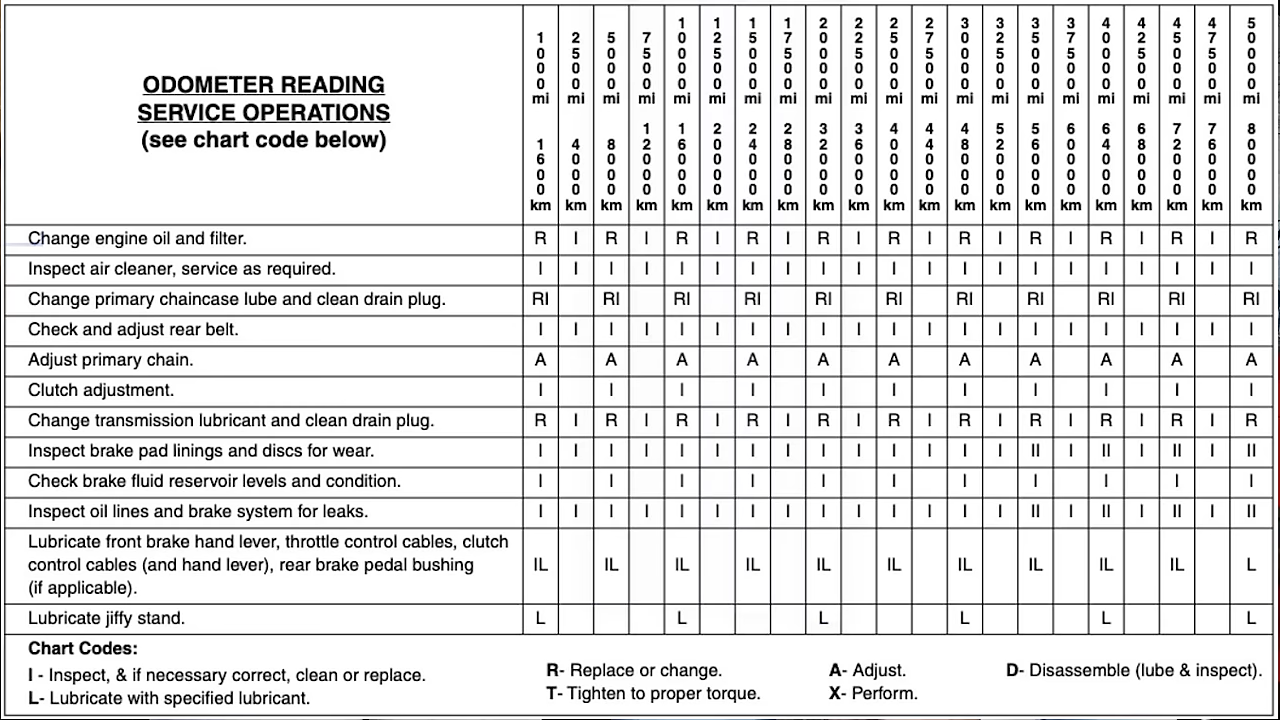 ODOMETER READING
SERVICE OPERATIONS
(see chart code below)
1000 mi 2500 mi 5000 mi 7500 mi 10000 mi 12500 mi 15000 mi 17500 mi 20000 mi 22500 mi 25000 mi 27500 mi 30000 mi 32500 mi 35000 mi 37500 mi 40000 mi 42500 mi 45000 mi 47500 mi 50000 mi
1600 km 4000 km 8000 km 12000 km 16000 km 20000 km 24000 km 28000 km 32000 km 36000 km 40000 km 44000 km 48000 km 52000 km 56000 km 60000 km 64000 km 68000 km 72000 km 76000 km 80000 km
Change engine oil and filter. R I R I R I R I R I R I R I R I R I R I R
Inspect air cleaner, service as required. I I I I I I I I I I I I I I I I I I I I I
Change primary chaincase lube and clean drain plug. RI RI RI RI RI RI RI RI RI RI RI
Check and adjust rear belt. I I I I I I I I I I I I I I I I I I I I I
Adjust primary chain. A A A A A A A A A A A
Clutch adjustment. I I I I I I I I I I I
Change transmission lubricant and clean drain plug. R I R I R I R I R I R I R I R I R I R I R
Inspect brake pad linings and discs for wear. I I I I I I I I I I I I I I II I II I II I II
Check brake fluid reservoir levels and condition. I I I I I I I I I I I
Inspect oil lines and brake system for leaks. I I I I I I I I I I I I I I II I II I II I II
Lubricate front brake hand lever, throttle control cables, clutch
control cables (and hand lever), rear brake pedal bushing IL IL IL IL IL IL IL IL IL IL L
(if applicable).
Lubricate jiffy stand. L L L L L L
Chart Codes:
I - Inspect, & if necessary correct, clean or replace. R- Replace or change. A- Adjust. D- Disassemble (lube & inspect).
L- Lubricate with specified lubricant. T- Tighten to proper torque. X- Perform.